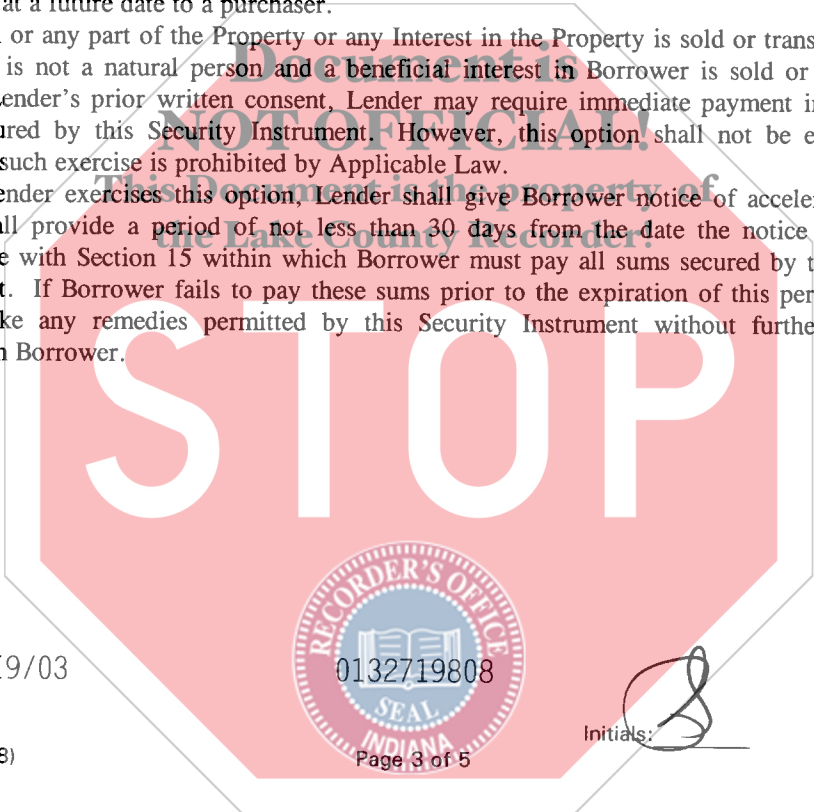 at a future date to a purchaser.
or any part of the Property or any Interest in the Property is sold or trans
is not a natural person and a beneficial interest in Borrower is sold or
ender's prior written consent, Lender may require immediate payment i
ured by this Security Instrument. However, this option shall not be e
such exercise is prohibited by Applicable Law.
ender exercises this option, Lender shall give Borrower notice of accele
ll provide a period of not less than 30 days from the date the notice
e with Section 15 within which Borrower must pay all sums secured by t
t. If Borrower fails to pay these sums prior to the expiration of this per
ke any remedies permitted by this Security Instrument without furthe
n Borrower.
Document is
NOT OFFICIAL!
This Document is the property of
the Lake County Recorder!
STOP
RECORDER'S OFFICE
SEAL
INDIANA
9/03
0132719808
Initials:
8)
Page 3 of 5